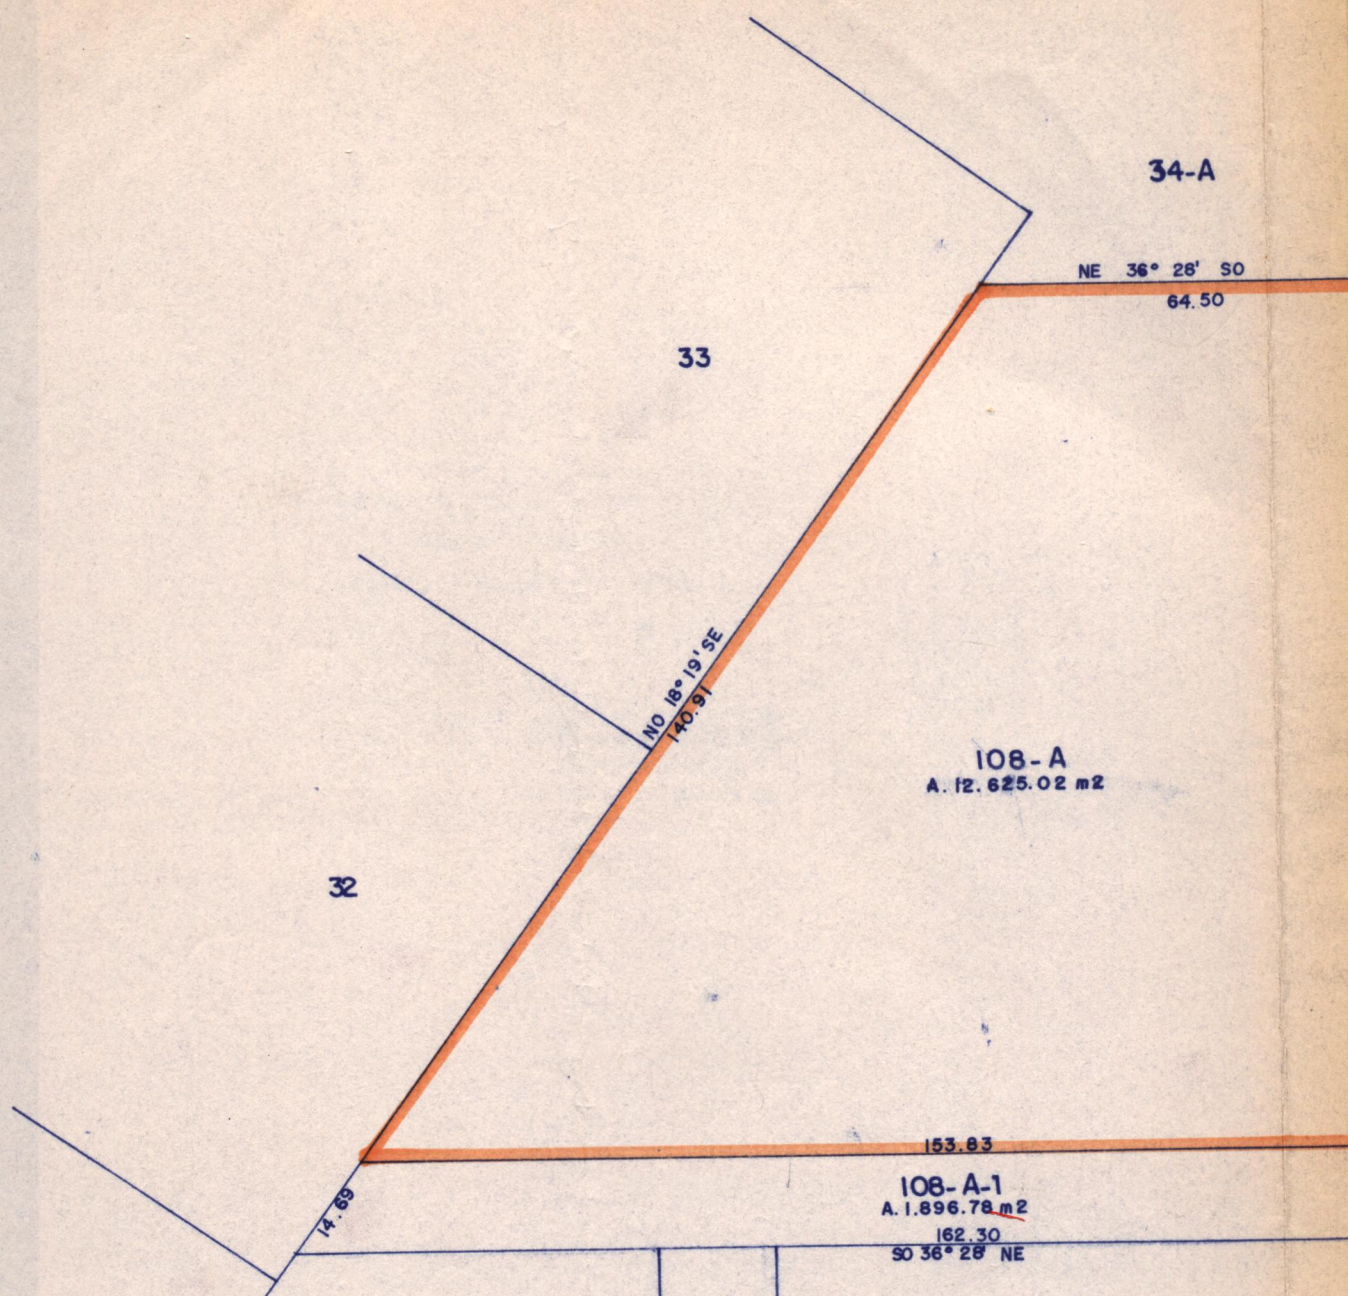 34-A
NE 36° 28' SO
64.50
33
NO 18° 19' SE
140.91
108-A
A. 12.625.02 m2
32
153.83
14.69
108-A-1
A. 1.896.78 m2
162.30
SO 36° 28' NE